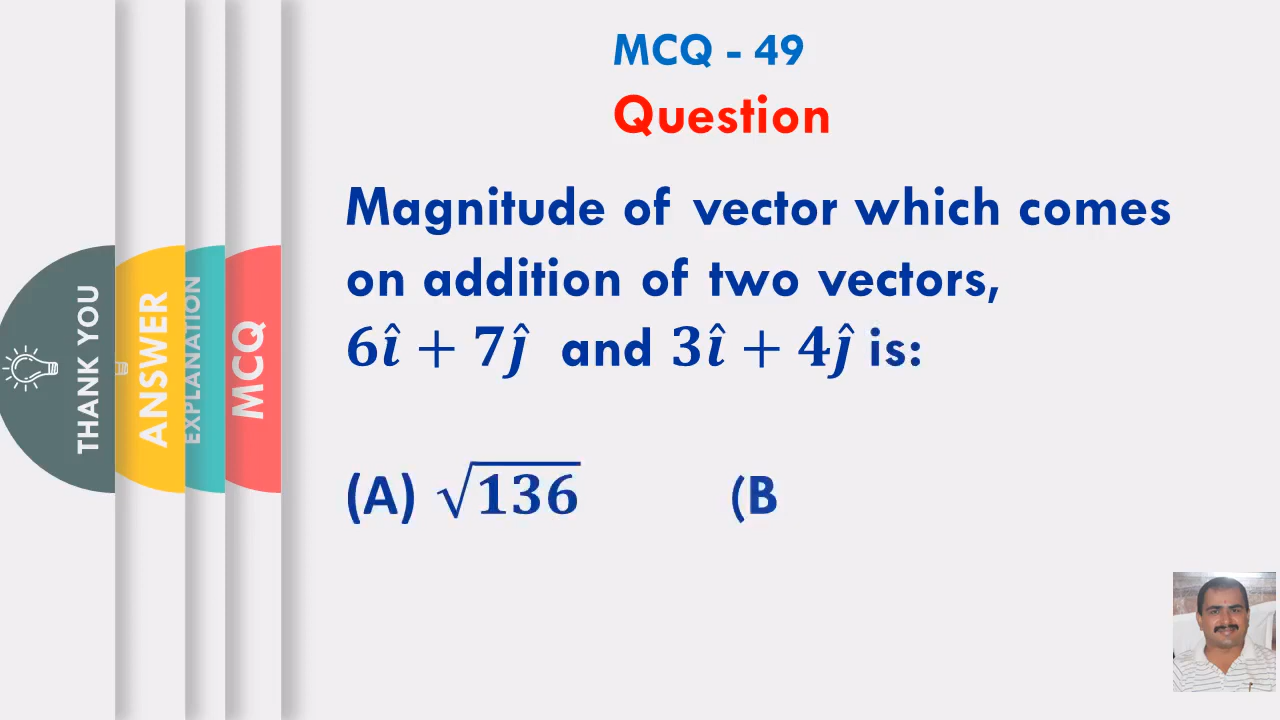 MCQ - 49
Question
Magnitude of vector which comes
on addition of two vectors,
6î + 7ĵ and 3î + 4ĵ is:
(A) √136 (B
THANK YOU
ANSWER
EXPLANATION
MCQ